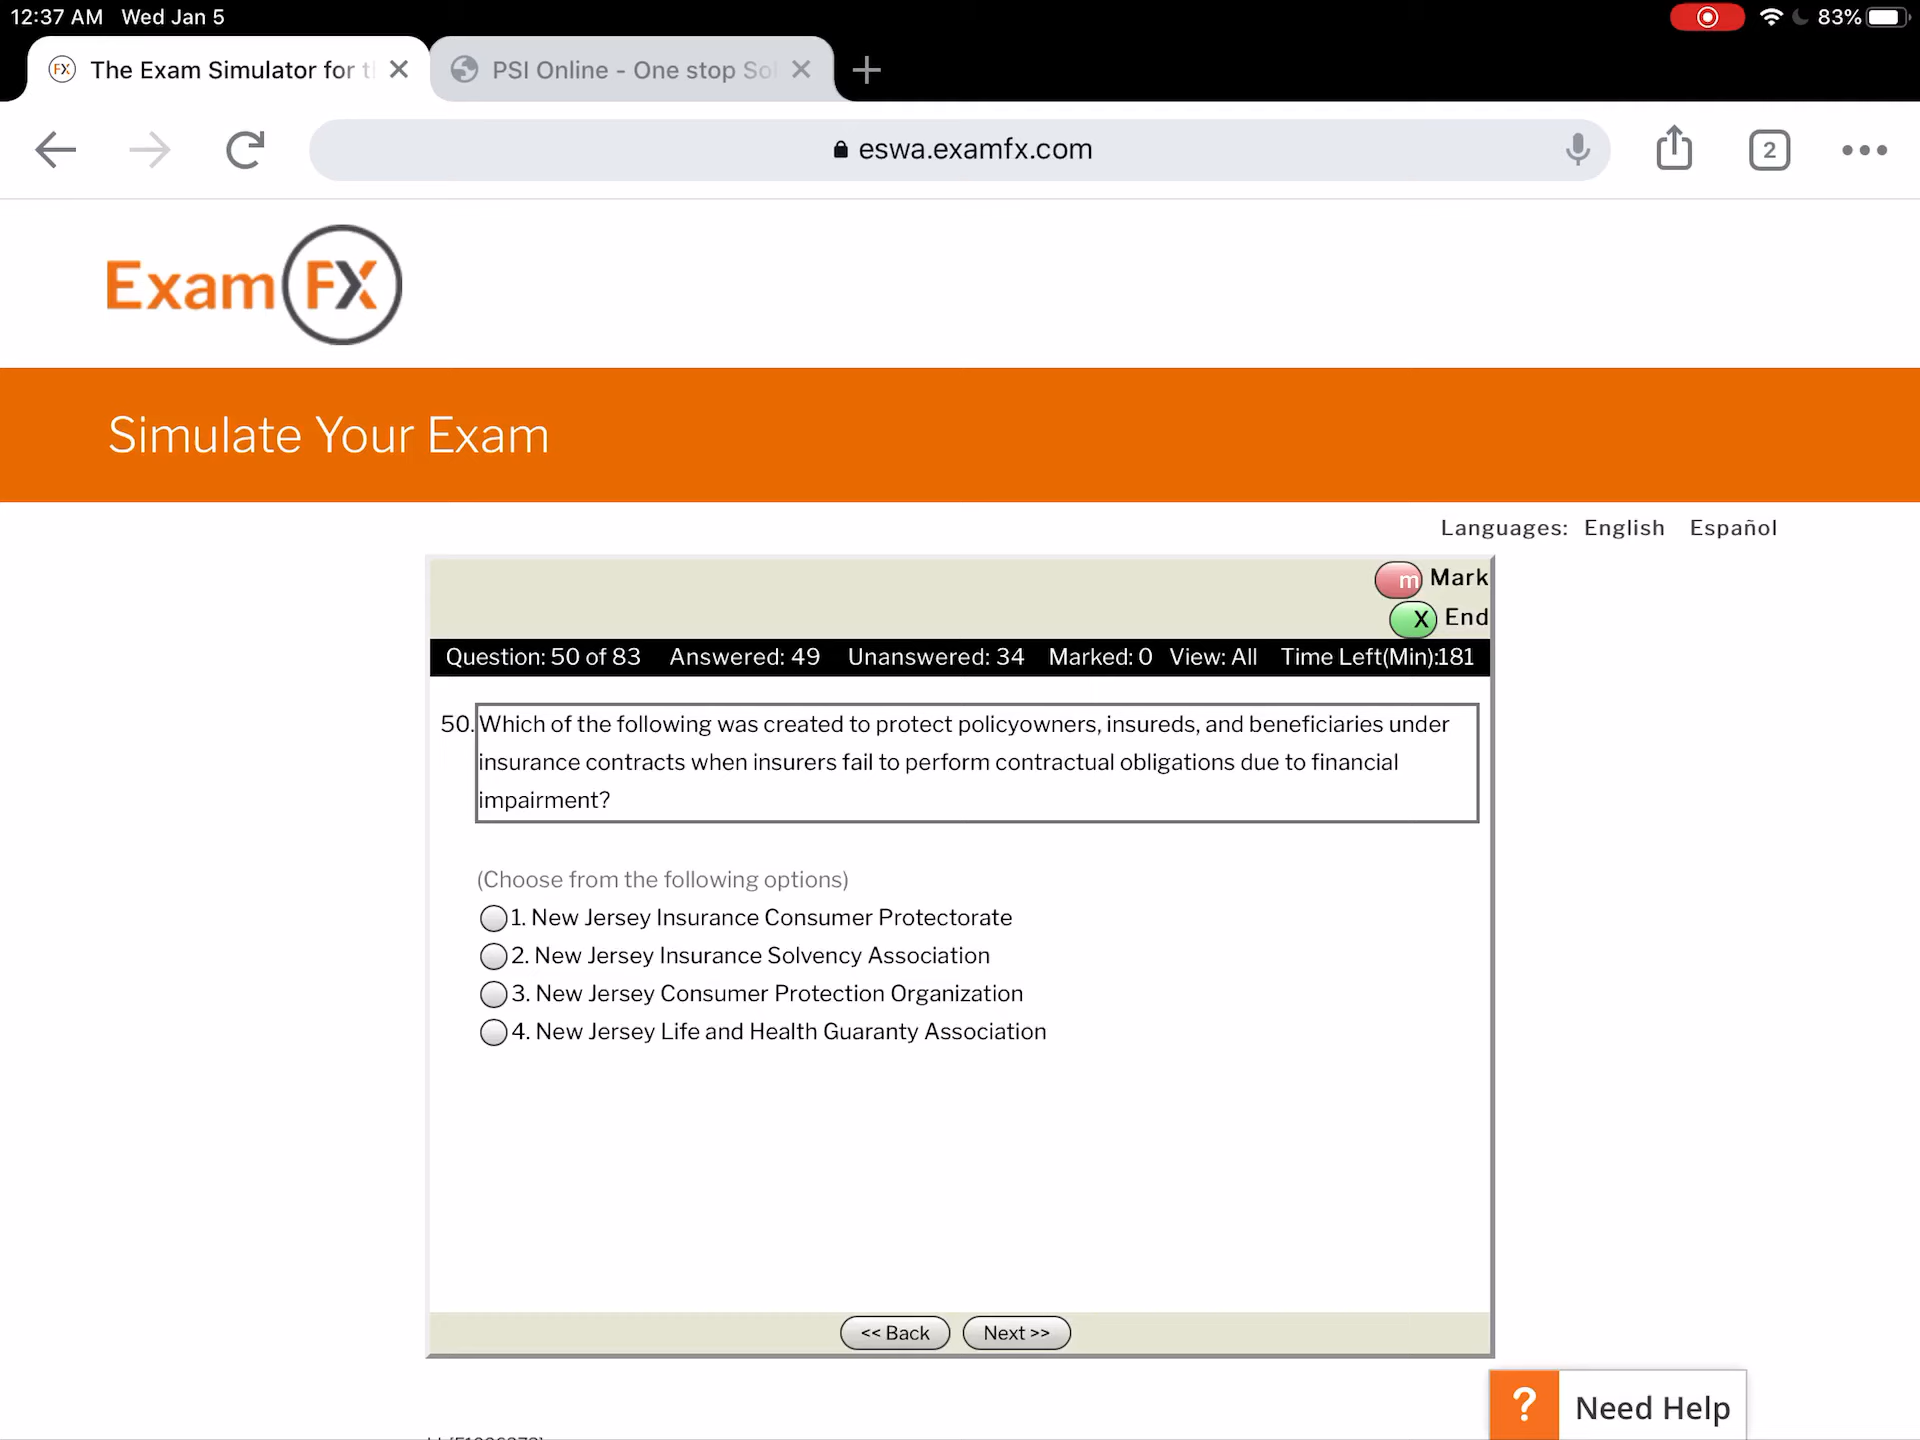 12:37 AM Wed Jan 5
83%
FX The Exam Simulator for t
PSI Online - One stop Sol
eswa.examfx.com
2
Exam FX
Simulate Your Exam
Languages: English Español
m Mark
X End
Question: 50 of 83 Answered: 49 Unanswered: 34 Marked: 0 View: All Time Left(Min):181
50. Which of the following was created to protect policyowners, insureds, and beneficiaries under
insurance contracts when insurers fail to perform contractual obligations due to financial
impairment?
(Choose from the following options)
1. New Jersey Insurance Consumer Protectorate
2. New Jersey Insurance Solvency Association
3. New Jersey Consumer Protection Organization
4. New Jersey Life and Health Guaranty Association
<< Back Next >>
? Need Help